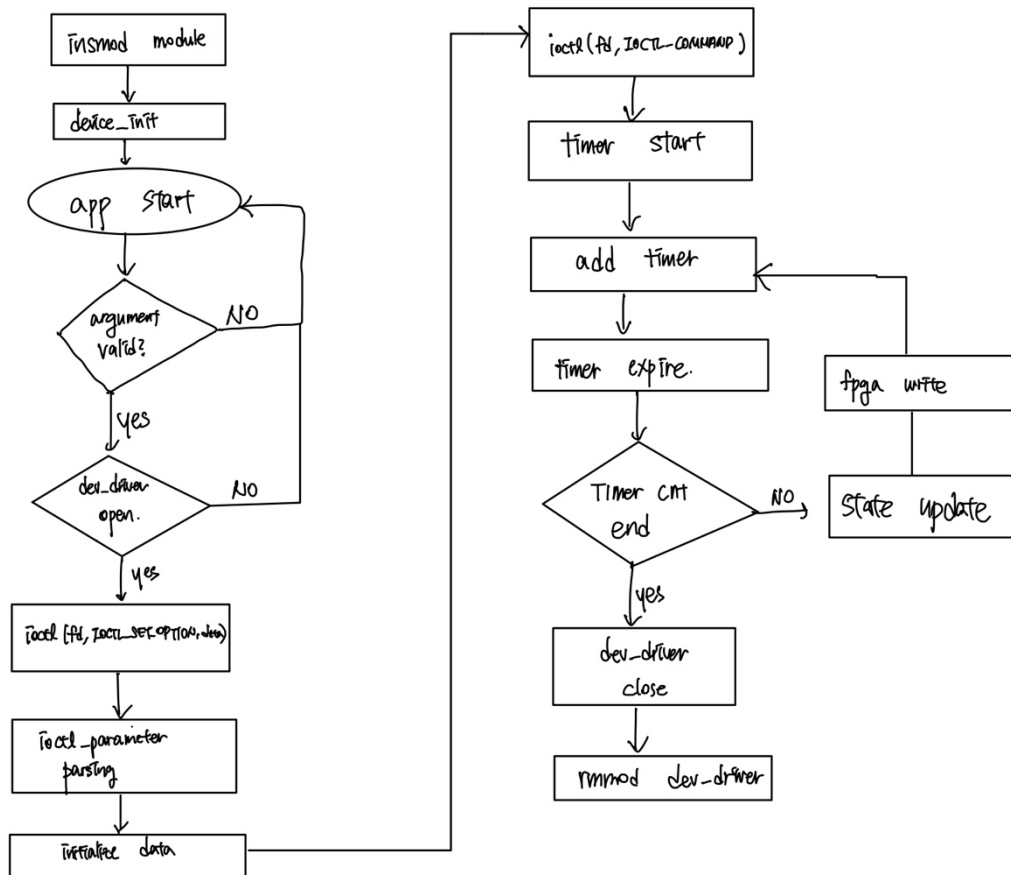 insmod module
device_init
app start
argument
valid?
NO
yes
dev_driver
open.
NO
yes
ioctl (fd, IOCTL_SET_OPTION, data)
ioctl_parameter
parsing
initialize data
ioctl (fd, IOCTL_COMMAND)
timer start
add timer
timer expire.
fpga write
Timer cnt
end
NO
state update
yes
dev_driver
close
rmmod dev_driver